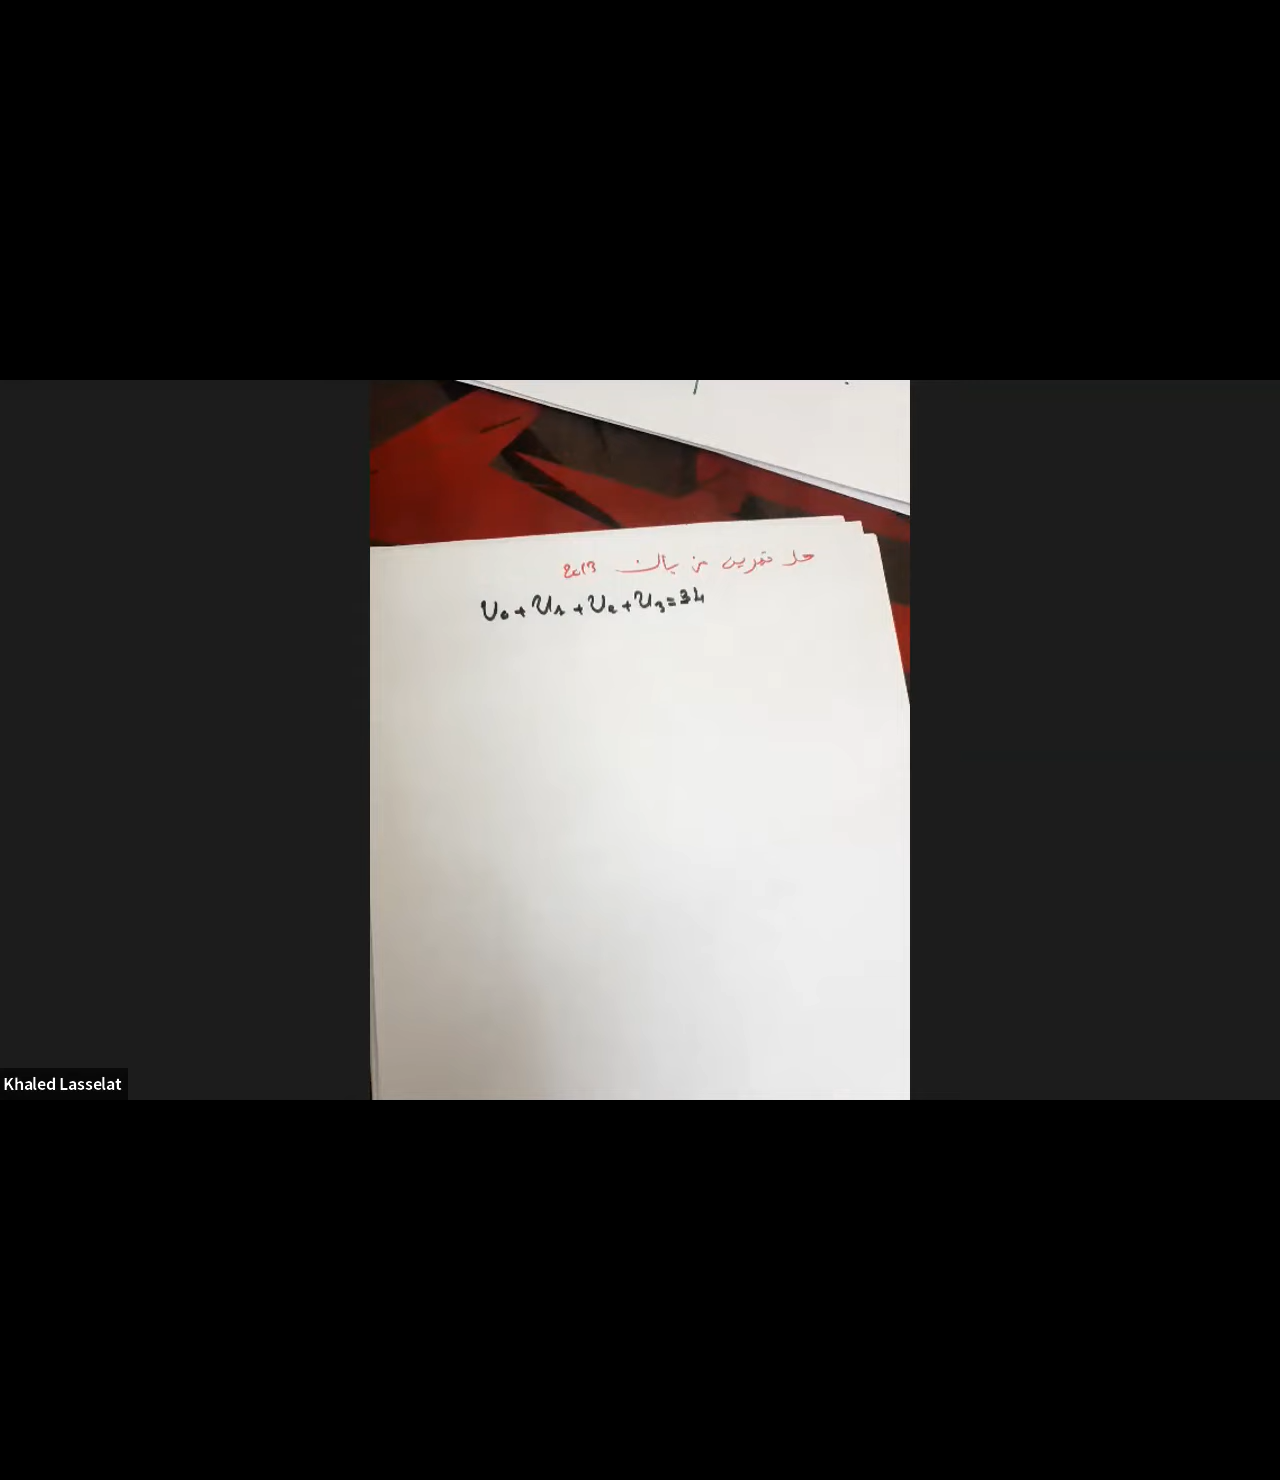 حل تمرين من باك 2013
U₀ + U₁ + U₂ + U₃ = 34
Khaled Lasselat